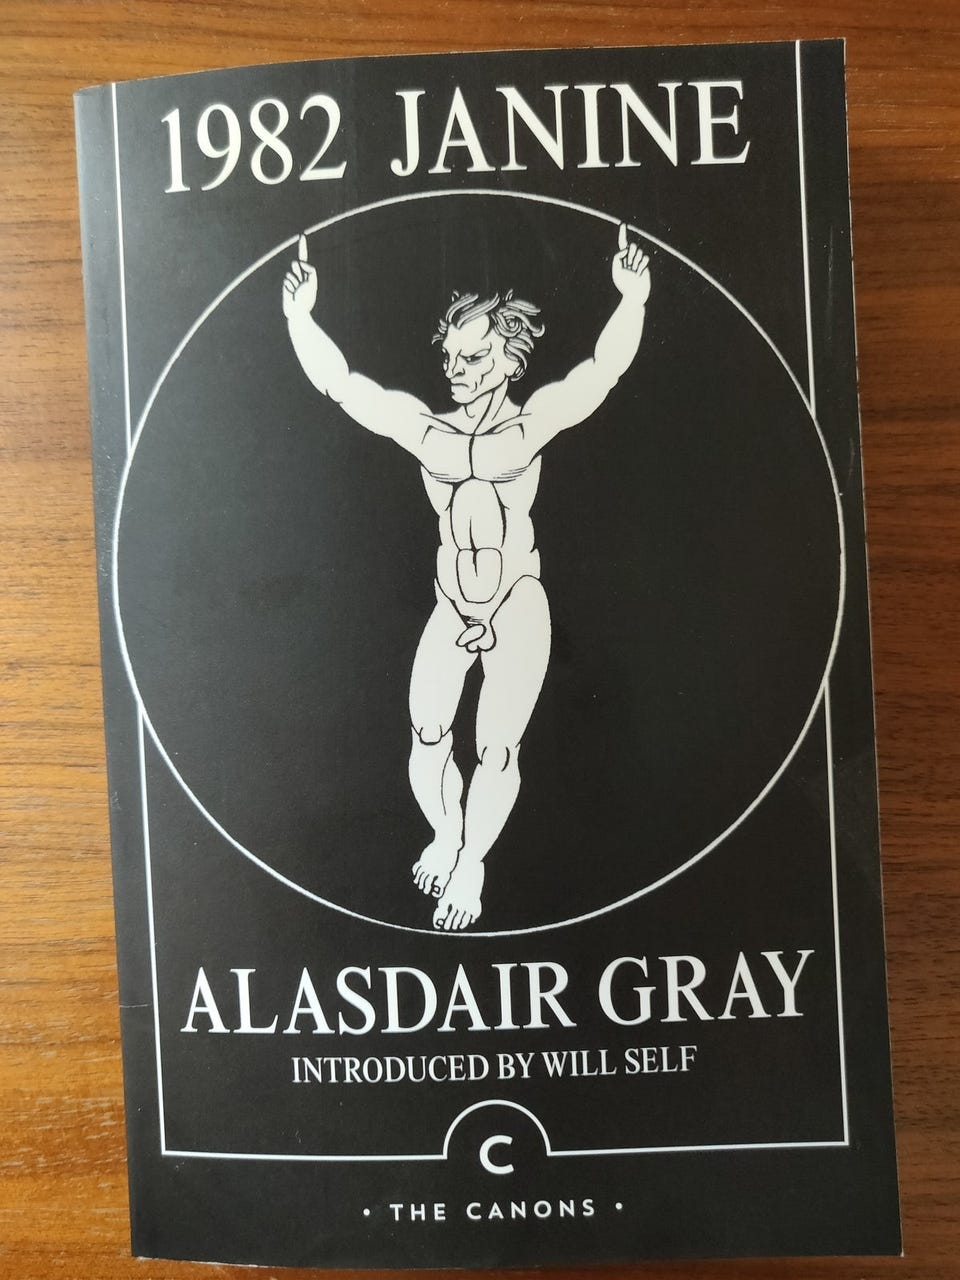 1982 JANINE
ALASDAIR GRAY
INTRODUCED BY WILL SELF
C
• THE CANONS •